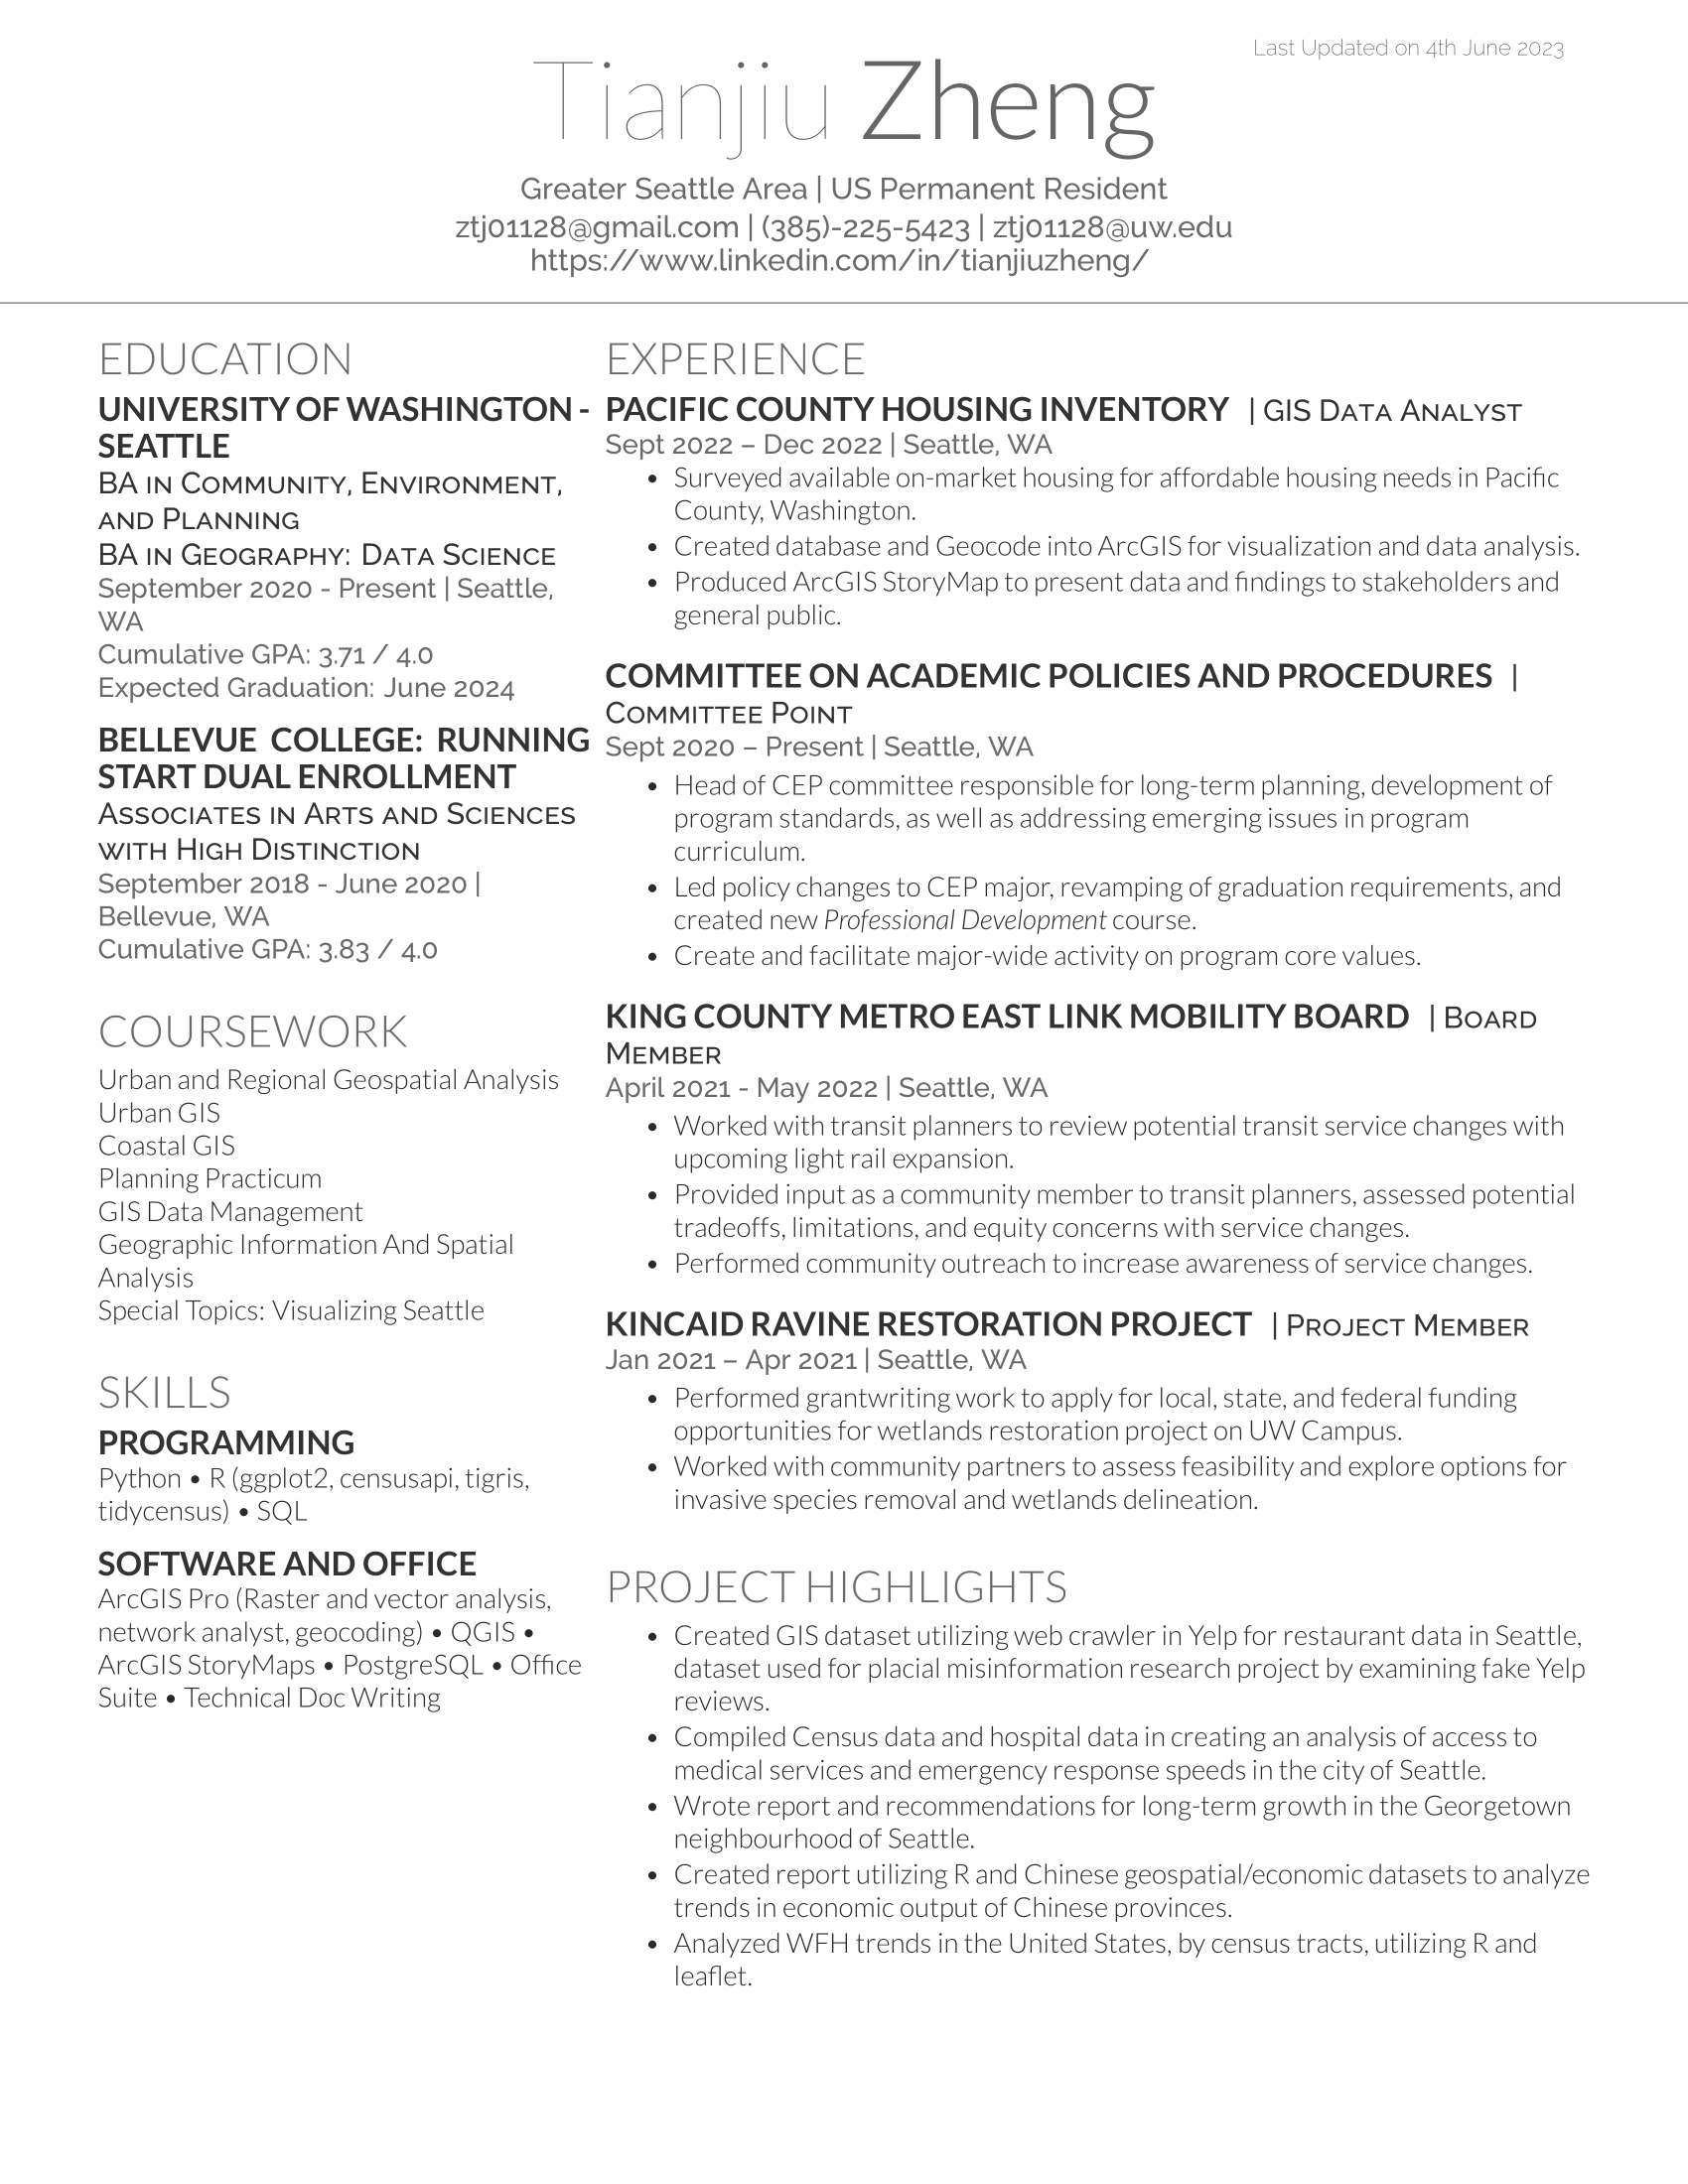 Last Updated on 4th June 2023
Tianjiu Zheng
Greater Seattle Area | US Permanent Resident
ztj01128@gmail.com | (385)-225-5423 | ztj01128@uw.edu
https://www.linkedin.com/in/tianjiuzheng/
EDUCATION
UNIVERSITY OF WASHINGTON -
SEATTLE
BA in Community, Environment,
and Planning
BA in Geography: Data Science
September 2020 - Present | Seattle,
WA
Cumulative GPA: 3.71 / 4.0
Expected Graduation: June 2024
BELLEVUE COLLEGE: RUNNING
START DUAL ENROLLMENT
Associates in Arts and Sciences
with High Distinction
September 2018 - June 2020 |
Bellevue, WA
Cumulative GPA: 3.83 / 4.0
COURSEWORK
Urban and Regional Geospatial Analysis
Urban GIS
Coastal GIS
Planning Practicum
GIS Data Management
Geographic Information And Spatial
Analysis
Special Topics: Visualizing Seattle
SKILLS
PROGRAMMING
Python • R (ggplot2, censusapi, tigris,
tidycensus) • SQL
SOFTWARE AND OFFICE
ArcGIS Pro (Raster and vector analysis,
network analyst, geocoding) • QGIS •
ArcGIS StoryMaps • PostgreSQL • Office
Suite • Technical Doc Writing
EXPERIENCE
PACIFIC COUNTY HOUSING INVENTORY | GIS Data Analyst
Sept 2022 – Dec 2022 | Seattle, WA
• Surveyed available on-market housing for affordable housing needs in Pacific
County, Washington.
• Created database and Geocode into ArcGIS for visualization and data analysis.
• Produced ArcGIS StoryMap to present data and findings to stakeholders and
general public.
COMMITTEE ON ACADEMIC POLICIES AND PROCEDURES |
Committee Point
Sept 2020 – Present | Seattle, WA
• Head of CEP committee responsible for long-term planning, development of
program standards, as well as addressing emerging issues in program
curriculum.
• Led policy changes to CEP major, revamping of graduation requirements, and
created new Professional Development course.
• Create and facilitate major-wide activity on program core values.
KING COUNTY METRO EAST LINK MOBILITY BOARD | Board
Member
April 2021 - May 2022 | Seattle, WA
• Worked with transit planners to review potential transit service changes with
upcoming light rail expansion.
• Provided input as a community member to transit planners, assessed potential
tradeoffs, limitations, and equity concerns with service changes.
• Performed community outreach to increase awareness of service changes.
KINCAID RAVINE RESTORATION PROJECT | Project Member
Jan 2021 – Apr 2021 | Seattle, WA
• Performed grantwriting work to apply for local, state, and federal funding
opportunities for wetlands restoration project on UW Campus.
• Worked with community partners to assess feasibility and explore options for
invasive species removal and wetlands delineation.
PROJECT HIGHLIGHTS
• Created GIS dataset utilizing web crawler in Yelp for restaurant data in Seattle,
dataset used for placial misinformation research project by examining fake Yelp
reviews.
• Compiled Census data and hospital data in creating an analysis of access to
medical services and emergency response speeds in the city of Seattle.
• Wrote report and recommendations for long-term growth in the Georgetown
neighbourhood of Seattle.
• Created report utilizing R and Chinese geospatial/economic datasets to analyze
trends in economic output of Chinese provinces.
• Analyzed WFH trends in the United States, by census tracts, utilizing R and
leaflet.